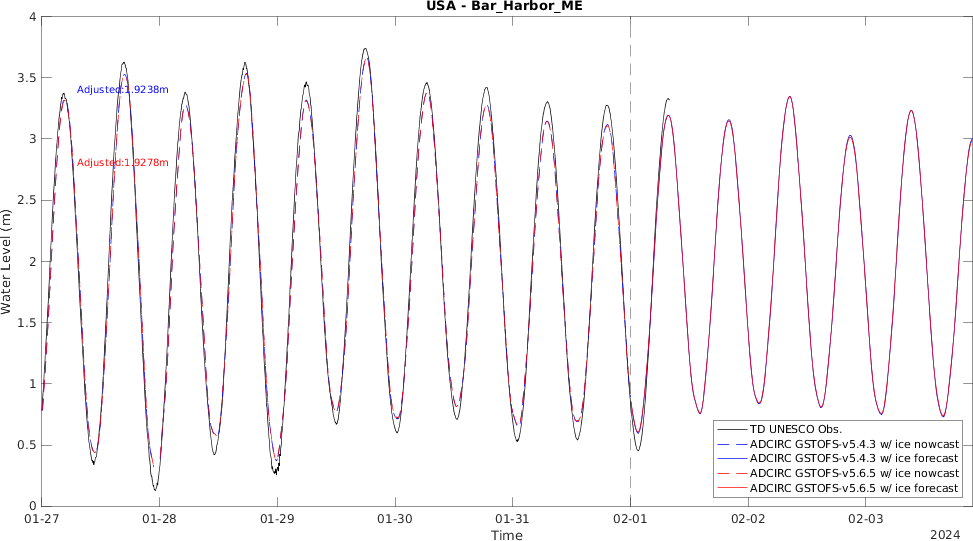 USA - Bar_Harbor_ME
4
3.5
3
2.5
2
1.5
1
0.5
0
Water Level (m)
Adjusted:1.9238m
Adjusted:1.9278m
TD UNESCO Obs.
ADCIRC GSTOFS-v5.4.3 w/ ice nowcast
ADCIRC GSTOFS-v5.4.3 w/ ice forecast
ADCIRC GSTOFS-v5.6.5 w/ ice nowcast
ADCIRC GSTOFS-v5.6.5 w/ ice forecast
01-27 01-28 01-29 01-30 01-31 02-01 02-02 02-03
Time
2024